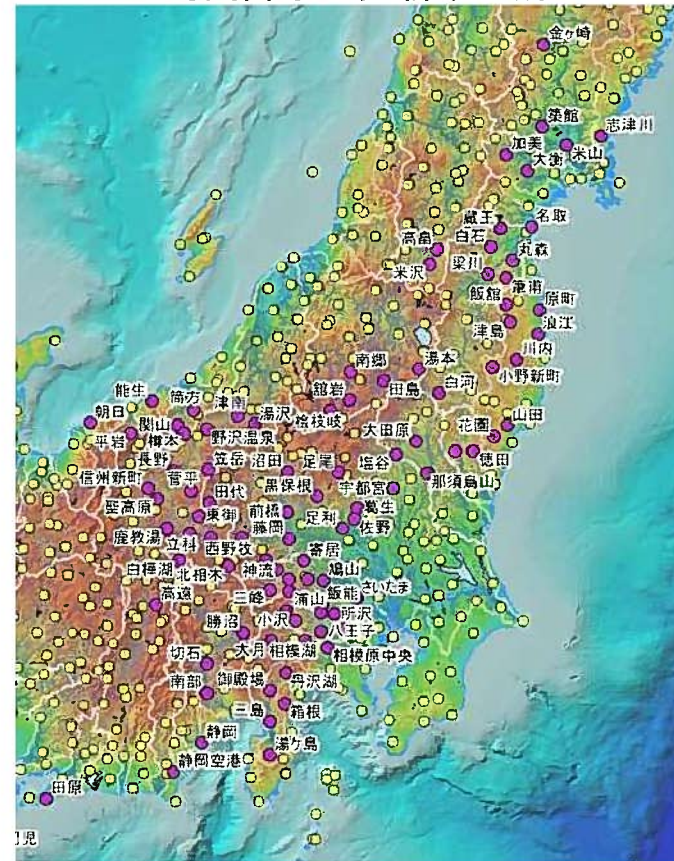 金ヶ崎
築館
志津川
加美
米山
大衡
蔵王
名取
高畠
白石
丸森
米沢
梁川
飯舘
原町
津島
浪江
川内
南郷
湯本
小野新町
能生
筒方
津南
舘岩
田島
白河
朝日
関山
湯沢
桧枝岐
花園
山田
平岩
樽本
野沢温泉
大田原
長野
笠岳
沼田
足尾
塩谷
徳田
信州新町
菅平
田代
黒保根
宇都宮
那須烏山
聖高原
東御
前橋
足利
葛生
鹿教湯
立科
西野牧
藤岡
佐野
寄居
白樺湖
北相木
神流
鳩山
さいたま
高遠
三峰
浦山
飯能
勝沼
小沢
所沢
八王子
切石
大月
相模湖
相模原中央
南部
御殿場
丹沢湖
三島
箱根
静岡
湯ケ島
静岡空港
田原
児